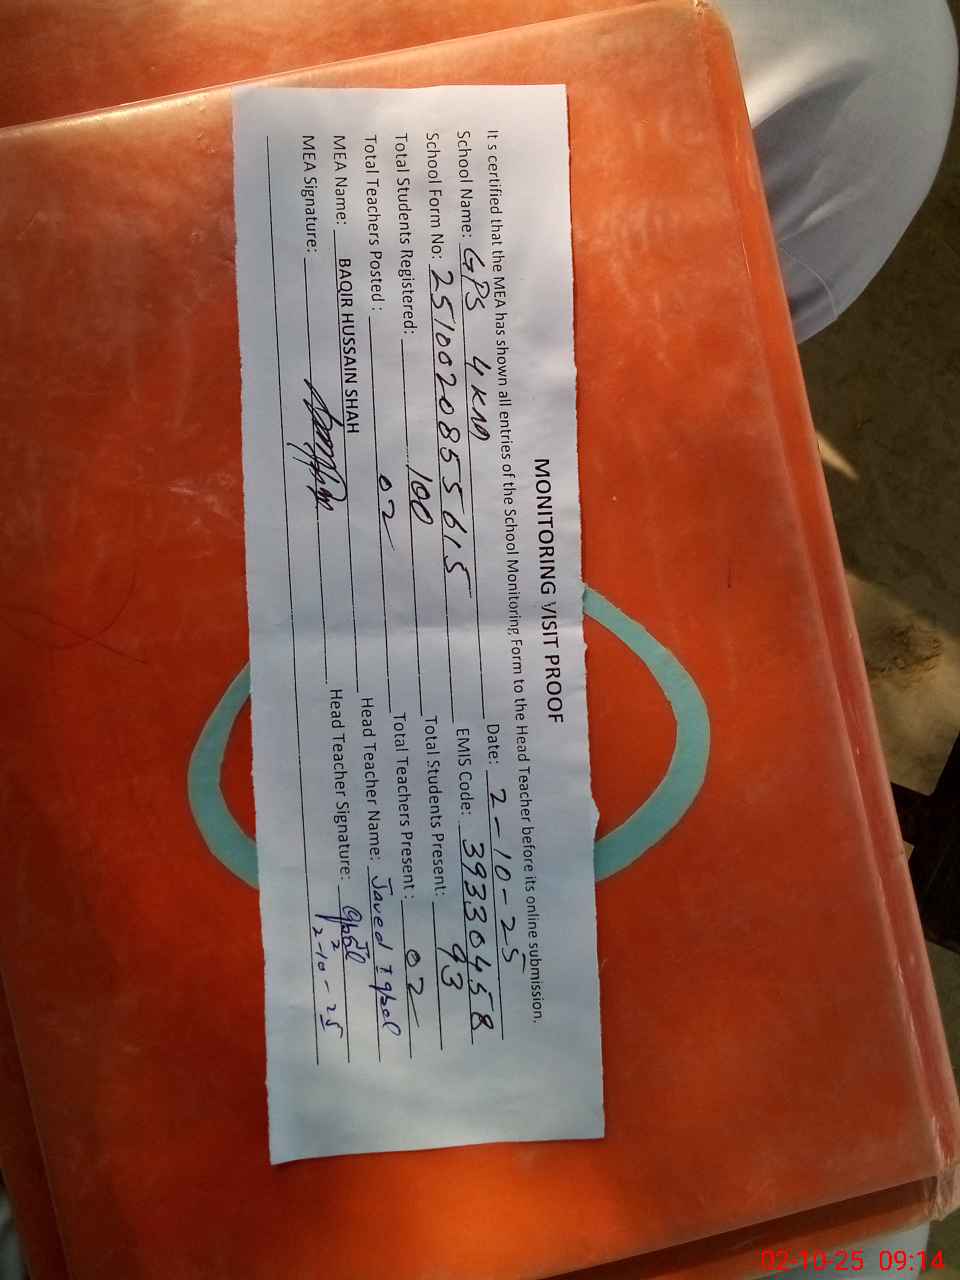 MONITORING VISIT PROOF
It s certified that the MEA has shown all entries of the School Monitoring Form to the Head Teacher before its online submission.
School Name: GPS 4 KM Date: 2-10-25
School Form No: 2510020855615 EMIS Code: 39330458
Total Students Registered: 100 Total Students Present: 93
Total Teachers Posted : 02 Total Teachers Present : 02
MEA Name: BAQIR HUSSAIN SHAH Head Teacher Name: Javed Iqbal
MEA Signature: Head Teacher Signature:
2-10-25
02-10-25 09:14